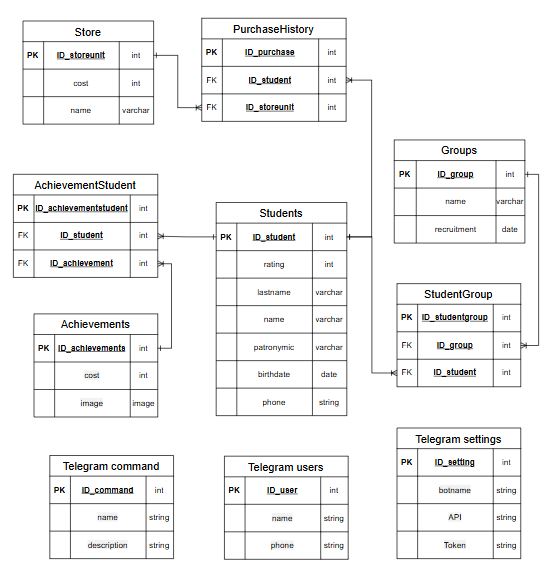 Store
PK ID_storeunit int
cost int
name varchar
PurchaseHistory
PK ID_purchase int
FK ID_student int
FK ID_storeunit int
Groups
PK ID_group int
name varchar
recruitment date
AchievementStudent
PK ID_achievementstudent int
FK ID_student int
FK ID_achievement int
Students
PK ID_student int
rating int
lastname varchar
name varchar
patronymic varchar
birthdate date
phone string
StudentGroup
PK ID_studentgroup int
FK ID_group int
FK ID_student int
Achievements
PK ID_achievements int
cost int
image image
Telegram command
PK ID_command int
name string
description string
Telegram users
PK ID_user int
name string
phone string
Telegram settings
PK ID_setting int
botname string
API string
Token string